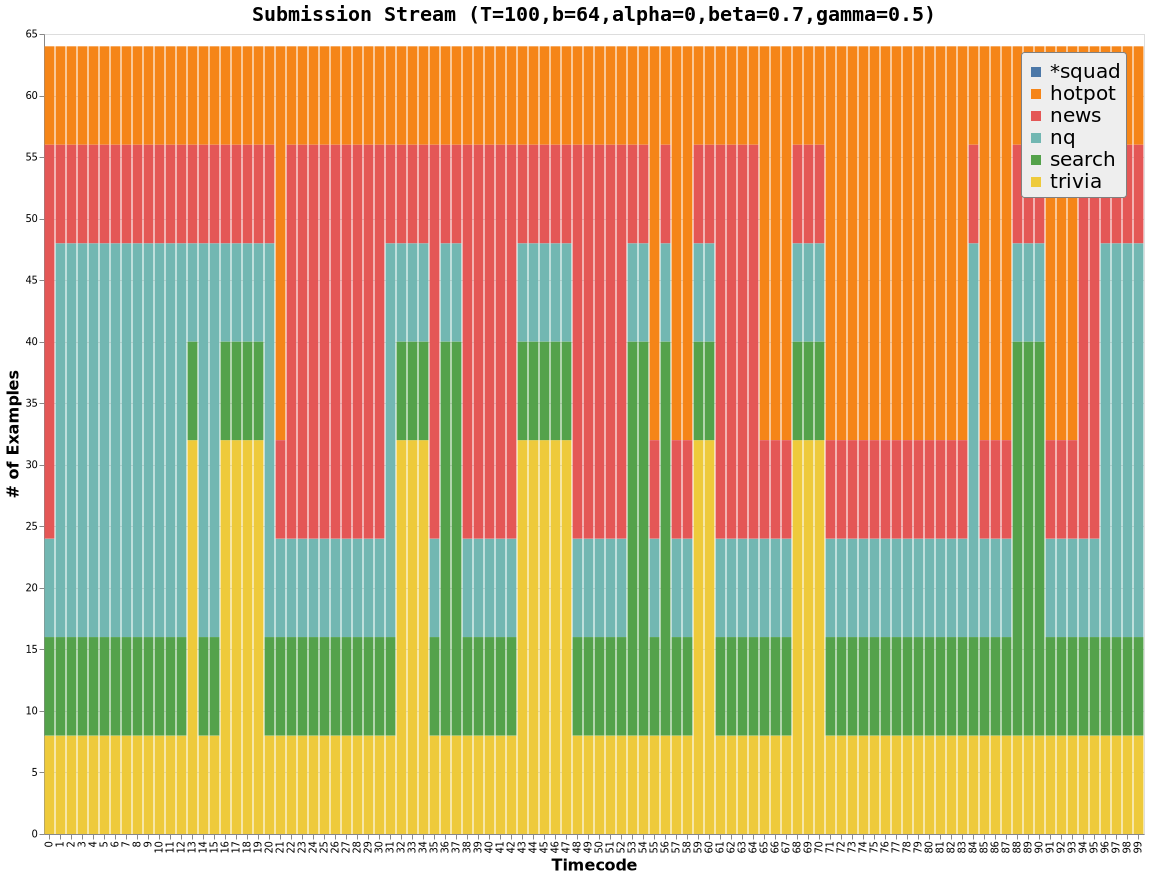 Submission Stream (T=100,b=64,alpha=0,beta=0.7,gamma=0.5)
65
60
55
50
45
40
35
30
25
20
15
10
5
0
# of Examples
*squad
hotpot
news
nq
search
trivia
0 1 2 3 4 5 6 7 8 9 10 11 12 13 14 15 16 17 18 19 20 21 22 23 24 25 26 27 28 29 30 31 32 33 34 35 36 37 38 39 40 41 42 43 44 45 46 47 48 49 50 51 52 53 54 55 56 57 58 59 60 61 62 63 64 65 66 67 68 69 70 71 72 73 74 75 76 77 78 79 80 81 82 83 84 85 86 87 88 89 90 91 92 93 94 95 96 97 98 99
Timecode